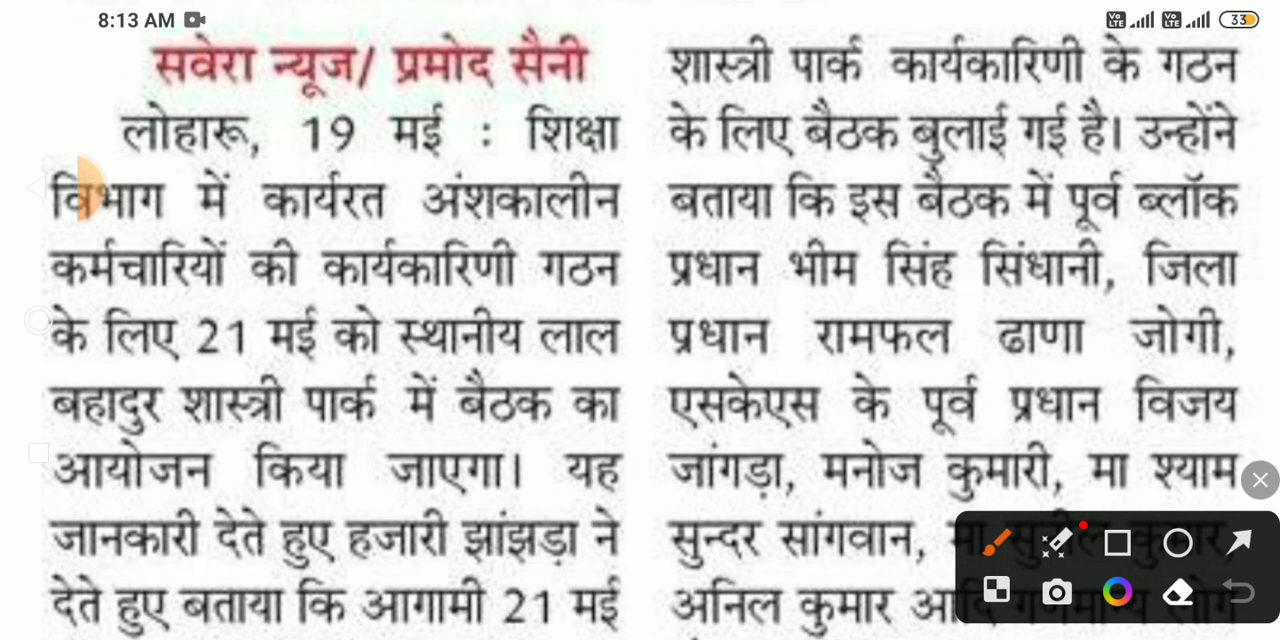 8:13 AM
33
सवेरा न्यूज/ प्रमोद सैनी
लोहारू, 19 मई : शिक्षा
विभाग में कार्यरत अंशकालीन
कर्मचारियों की कार्यकारिणी गठन
के लिए 21 मई को स्थानीय लाल
बहादुर शास्त्री पार्क में बैठक का
आयोजन किया जाएगा। यह
जानकारी देते हुए हजारी झांझड़ा ने
देते हुए बताया कि आगामी 21 मई
शास्त्री पार्क कार्यकारिणी के गठन
के लिए बैठक बुलाई गई है। उन्होंने
बताया कि इस बैठक में पूर्व ब्लॉक
प्रधान भीम सिंह सिंधानी, जिला
प्रधान रामफल ढाणा जोगी,
एसकेएस के पूर्व प्रधान विजय
जांगड़ा, मनोज कुमारी, मा श्याम
सुन्दर सांगवान, मा सुनील कुमार,
अनिल कुमार आदि गणमान्य लोग